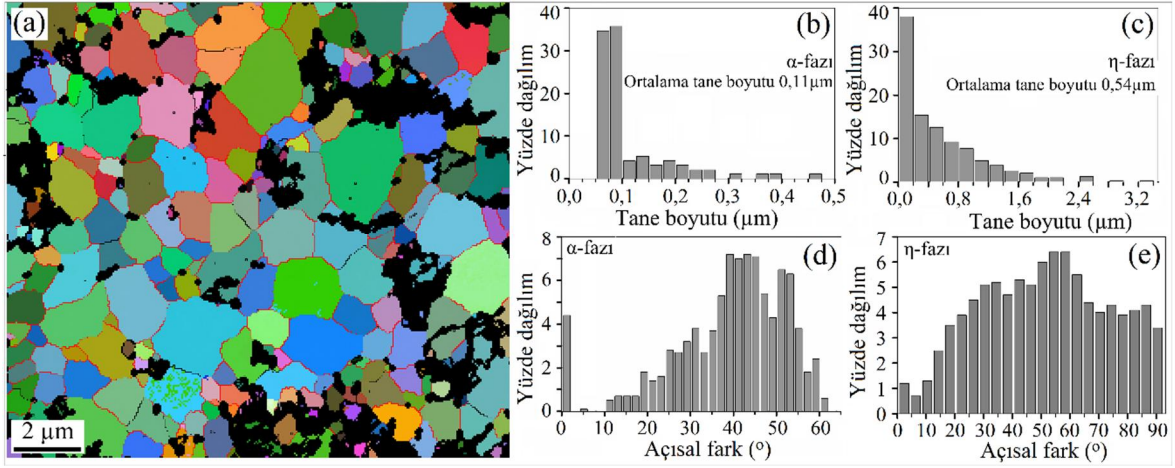 (a)
2 µm
(b)
α-fazı
Ortalama tane boyutu 0,11µm
Yüzde dağılım
40
30
20
10
0
0,0 0,1 0,2 0,3 0,4 0,5
Tane boyutu (µm)
(c)
η-fazı
Ortalama tane boyutu 0,54µm
Yüzde dağılım
40
30
20
10
0
0,0 0,8 1,6 2,4 3,2
Tane boyutu (µm)
(d)
α-fazı
Yüzde dağılım
8
6
4
2
0
0 10 20 30 40 50 60
Açısal fark (º)
(e)
η-fazı
Yüzde dağılım
7
6
5
4
3
2
1
0
0 10 20 30 40 50 60 70 80 90
Açısal fark (º)